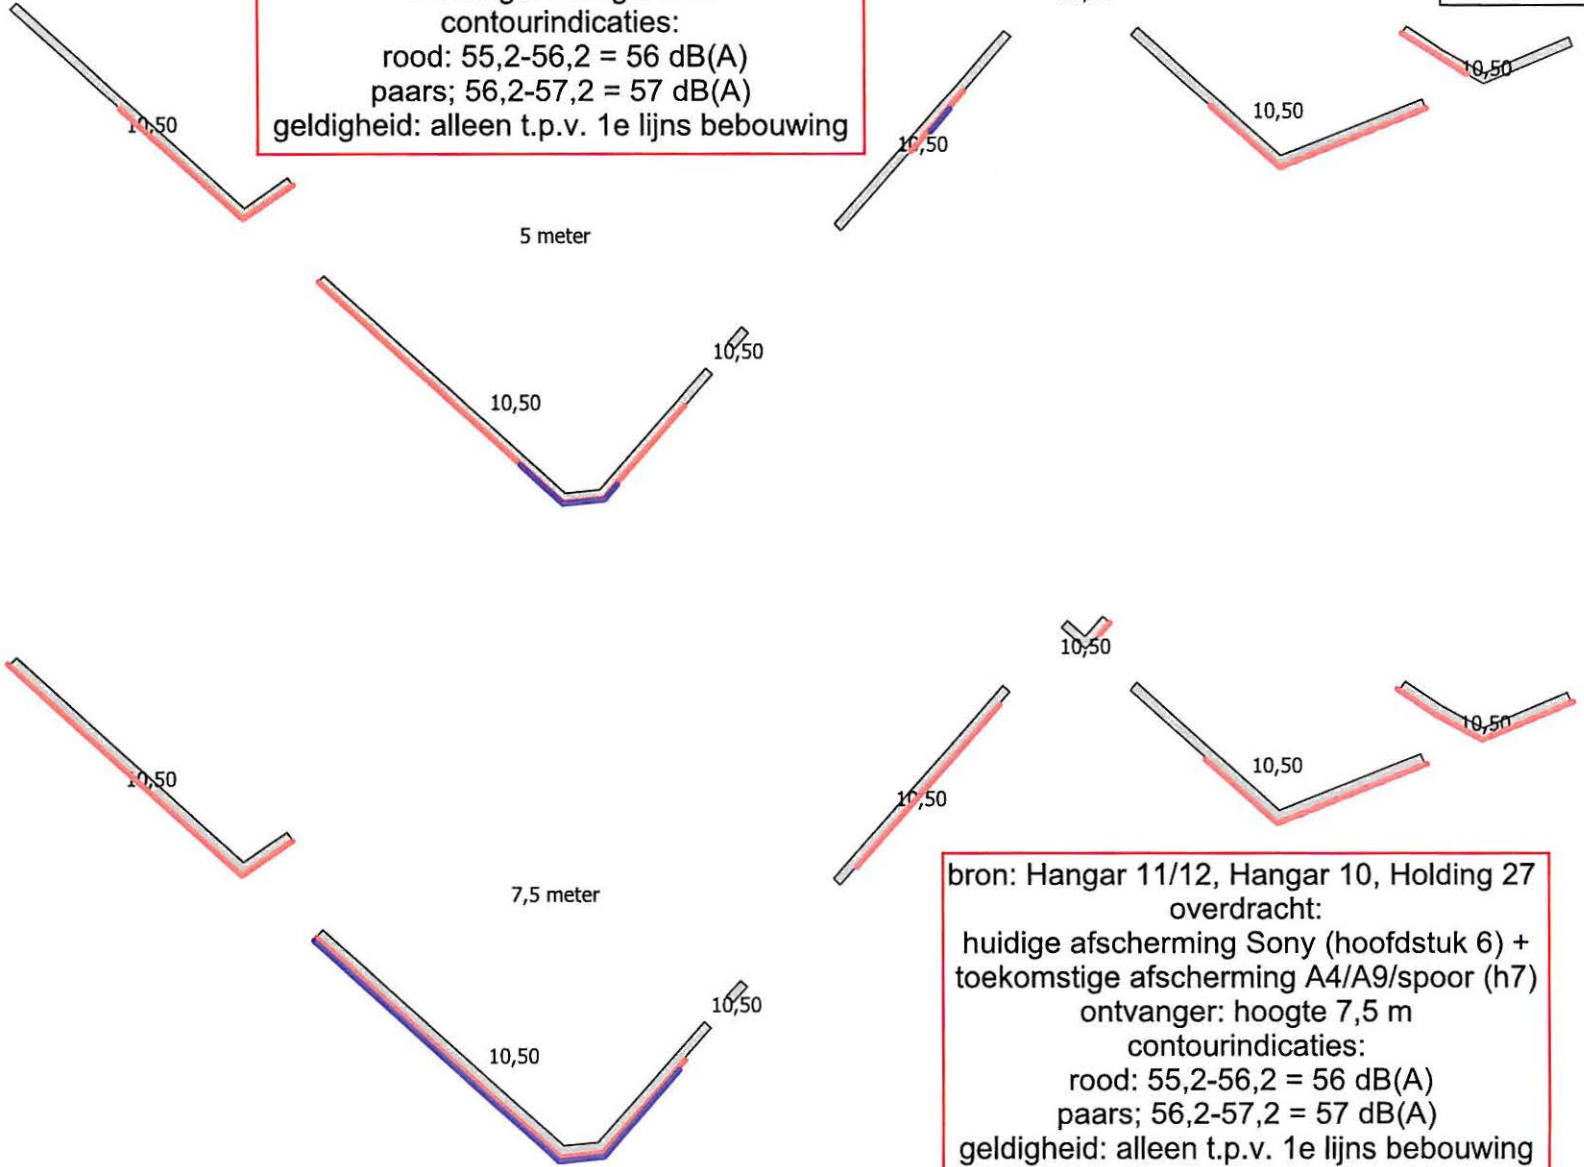 contourindicaties:
rood: 55,2-56,2 = 56 dB(A)
paars; 56,2-57,2 = 57 dB(A)
geldigheid: alleen t.p.v. 1e lijns bebouwing
10,50
10,50
10,50
10,50
5 meter
10,50
10,50
10,50
10,50
10,50
10,50
10,50
7,5 meter
10,50
10,50
bron: Hangar 11/12, Hangar 10, Holding 27
overdracht:
huidige afscherming Sony (hoofdstuk 6) +
toekomstige afscherming A4/A9/spoor (h7)
ontvanger: hoogte 7,5 m
contourindicaties:
rood: 55,2-56,2 = 56 dB(A)
paars; 56,2-57,2 = 57 dB(A)
geldigheid: alleen t.p.v. 1e lijns bebouwing